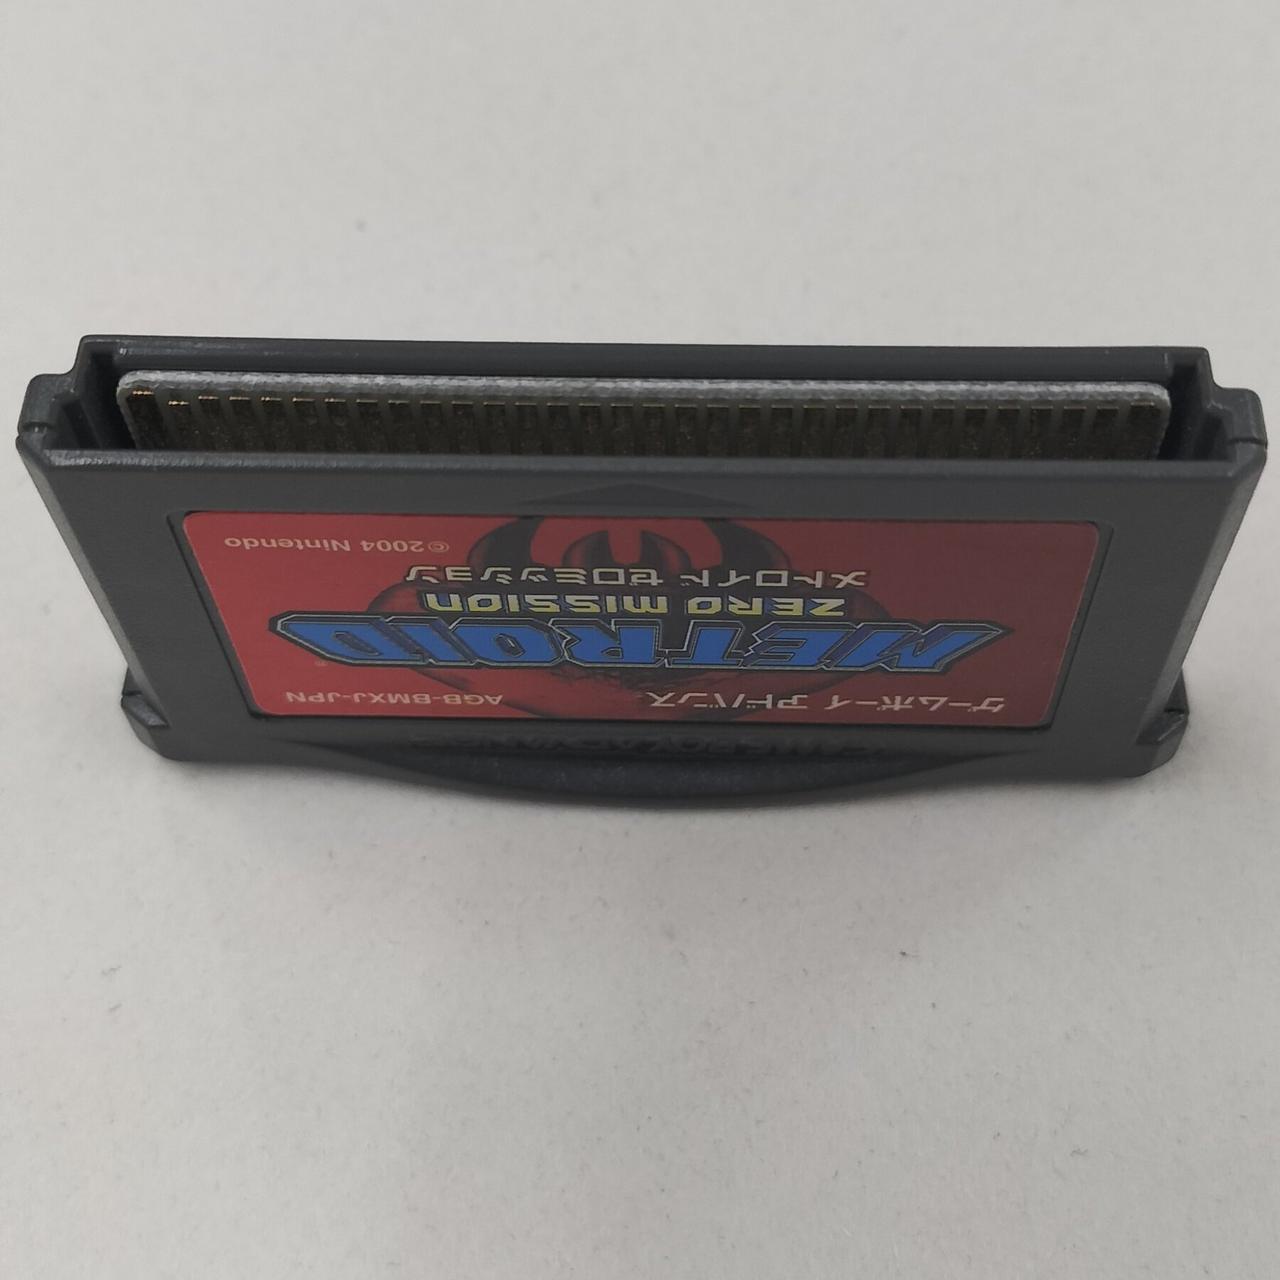 ゲームボーイ アドバンス AGB-BMXJ-JPN
METROID®
ZERO MISSION
メトロイド ゼロミッション
©2004 Nintendo